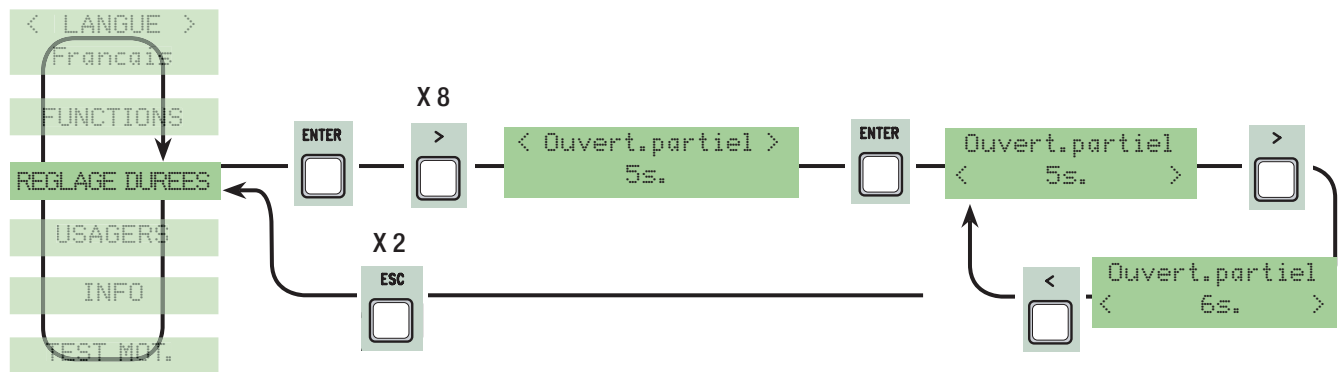 < LANGUE >
Francais
FUNCTIONS
REGLAGE DUREES
USAGERS
INFO
TEST MOT.
ENTER
X 8
>
< Ouvert.partiel >
5s.
ENTER
Ouvert.partiel
< 5s. >
>
X 2
ESC
<
Ouvert.partiel
< 6s. >